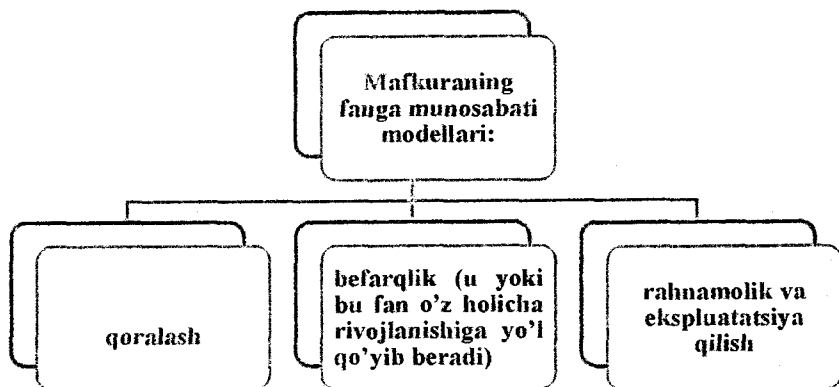 Mafkuraning
fanga munosabati
modellari:
qoralash
befarqlik (u yoki
bu fan o'z holicha
rivojlanishiga yo'l
qo'yib beradi)
rahnamolik va
ekspluatatsiya
qilish